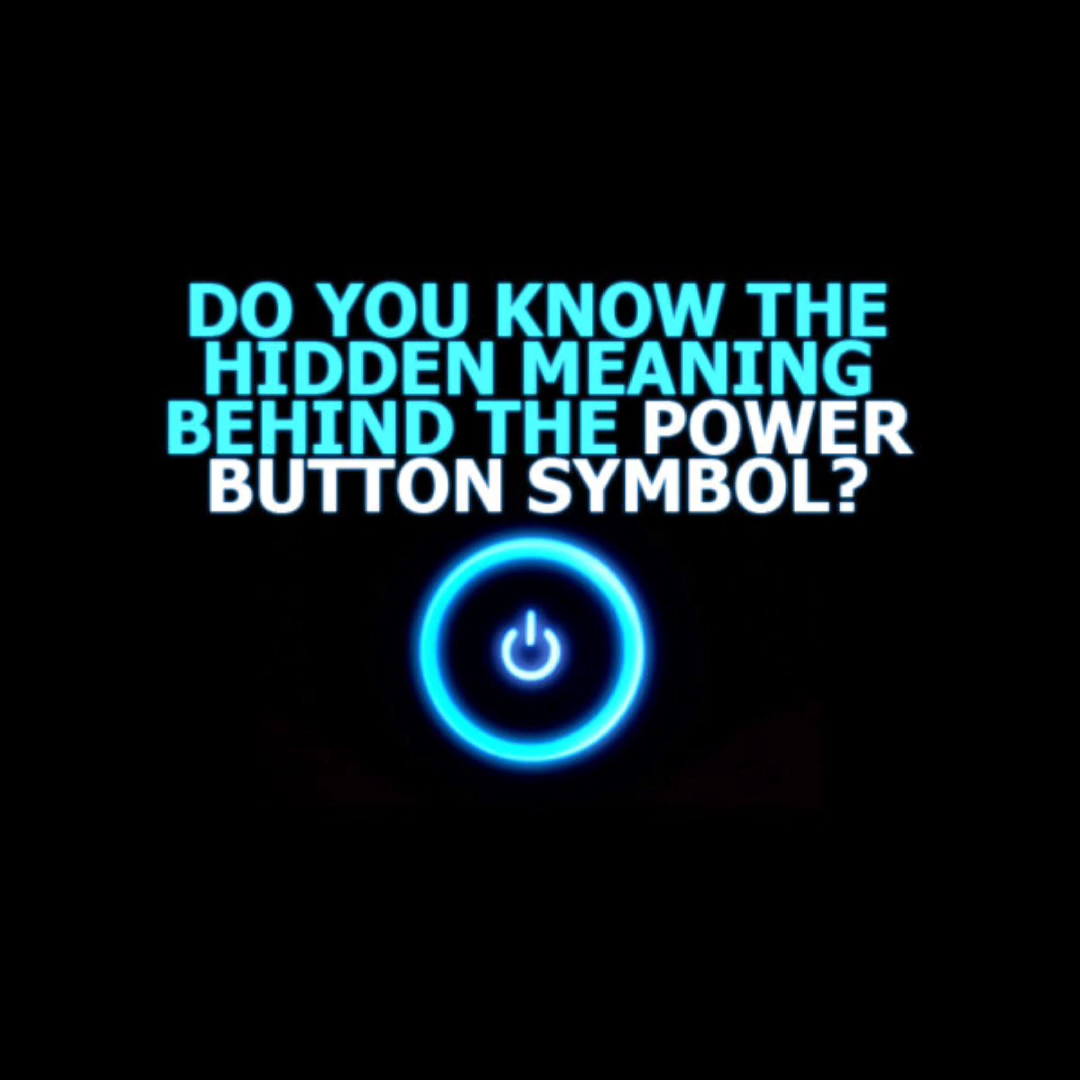 DO YOU KNOW THE
HIDDEN MEANING
BEHIND THE POWER
BUTTON SYMBOL?